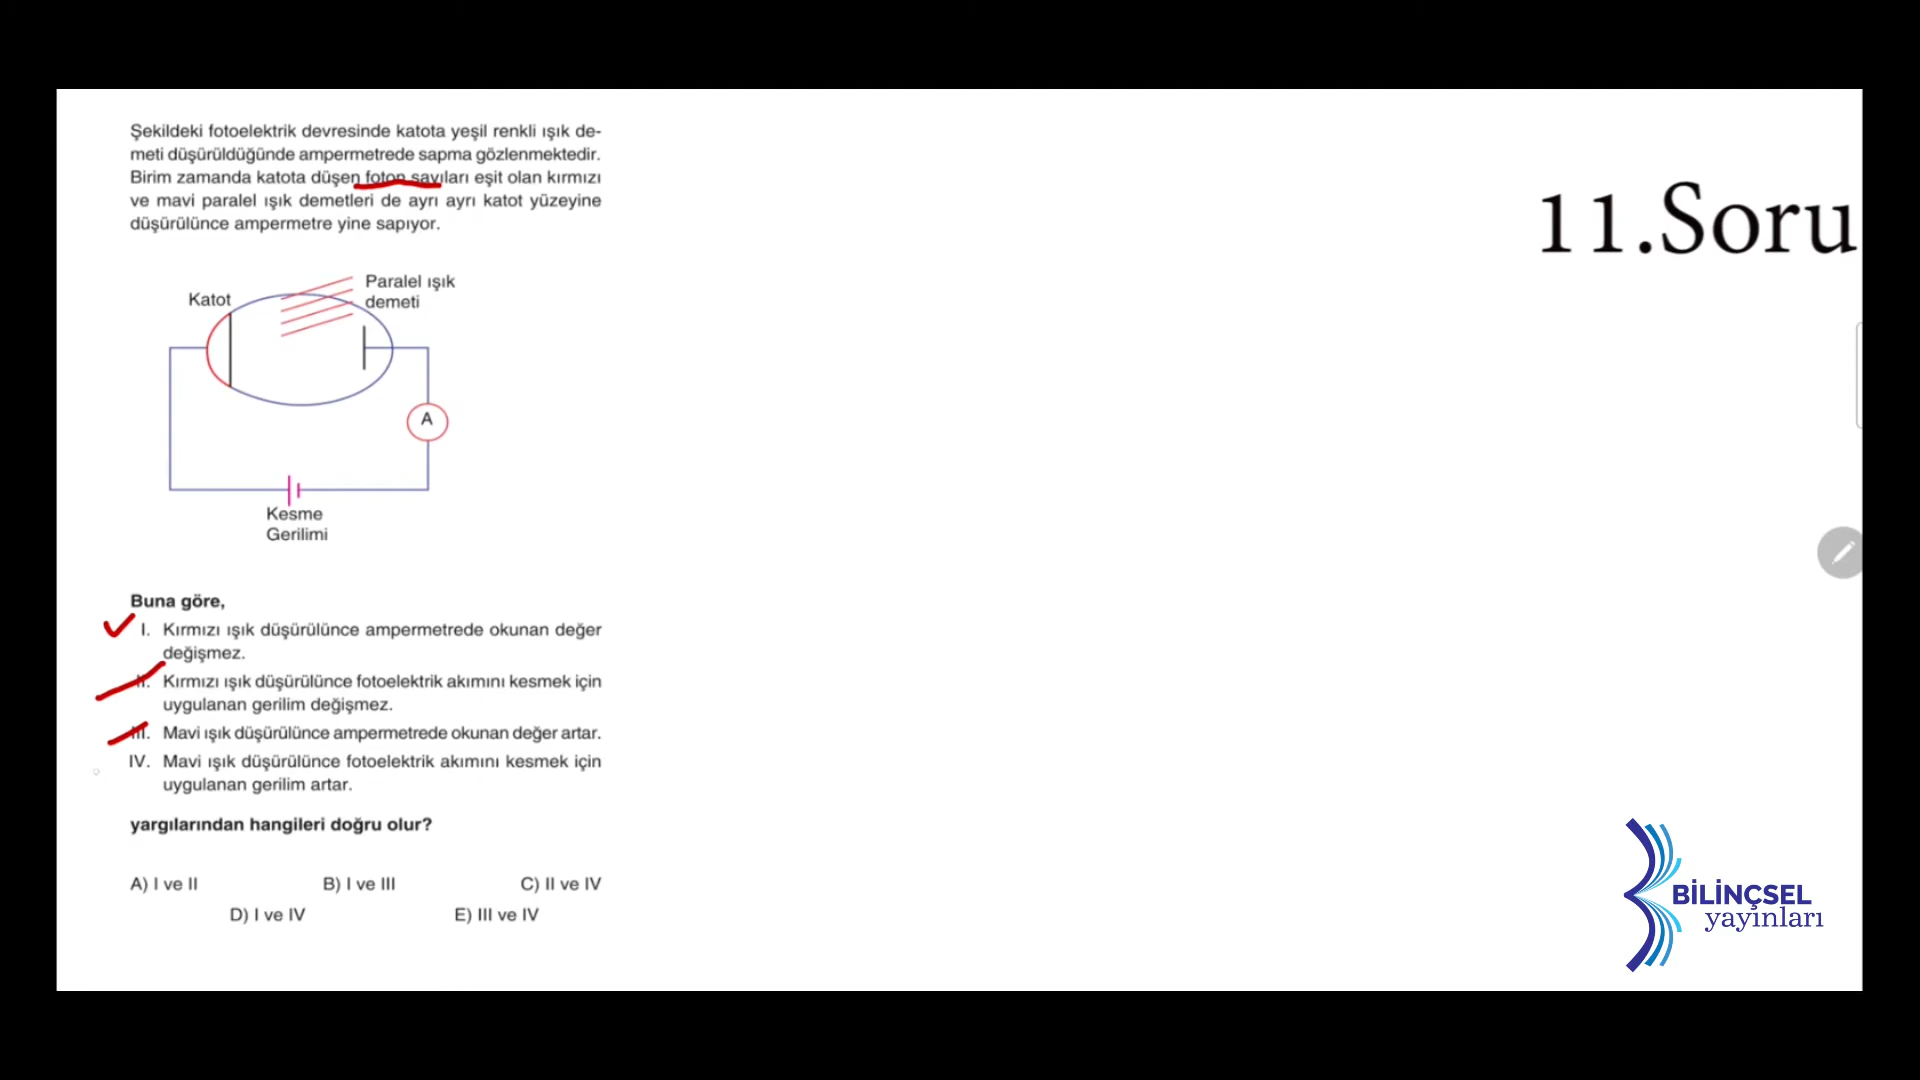 Şekildeki fotoelektrik devresinde katota yeşil renkli ışık de-
meti düşürüldüğünde ampermetrede sapma gözlenmektedir.
Birim zamanda katota düşen foton sayıları eşit olan kırmızı
ve mavi paralel ışık demetleri de ayrı ayrı katot yüzeyine
düşürülünce ampermetre yine sapıyor.
11.Soru
Paralel ışık
demeti
Katot
A
Kesme
Gerilimi
Buna göre,
I. Kırmızı ışık düşürülünce ampermetrede okunan değer
değişmez.
II. Kırmızı ışık düşürülünce fotoelektrik akımını kesmek için
uygulanan gerilim değişmez.
III. Mavi ışık düşürülünce ampermetrede okunan değer artar.
IV. Mavi ışık düşürülünce fotoelektrik akımını kesmek için
uygulanan gerilim artar.
yargılarından hangileri doğru olur?
A) I ve II B) I ve III C) II ve IV
D) I ve IV E) III ve IV
BİLİNÇSEL
yayınları